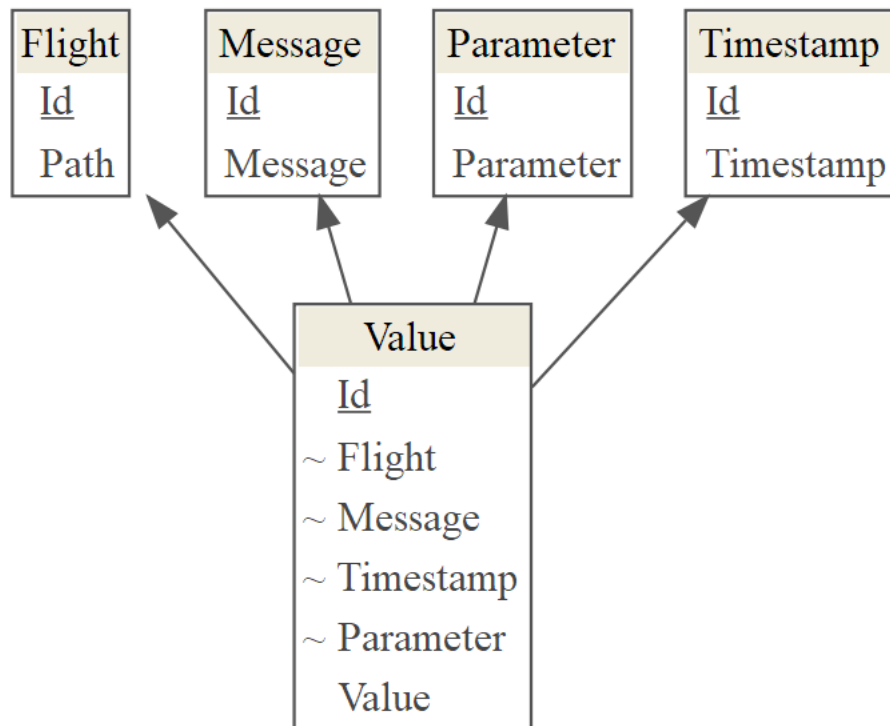 Flight
Id
Path
Message
Id
Message
Parameter
Id
Parameter
Timestamp
Id
Timestamp
Value
Id
~ Flight
~ Message
~ Timestamp
~ Parameter
Value